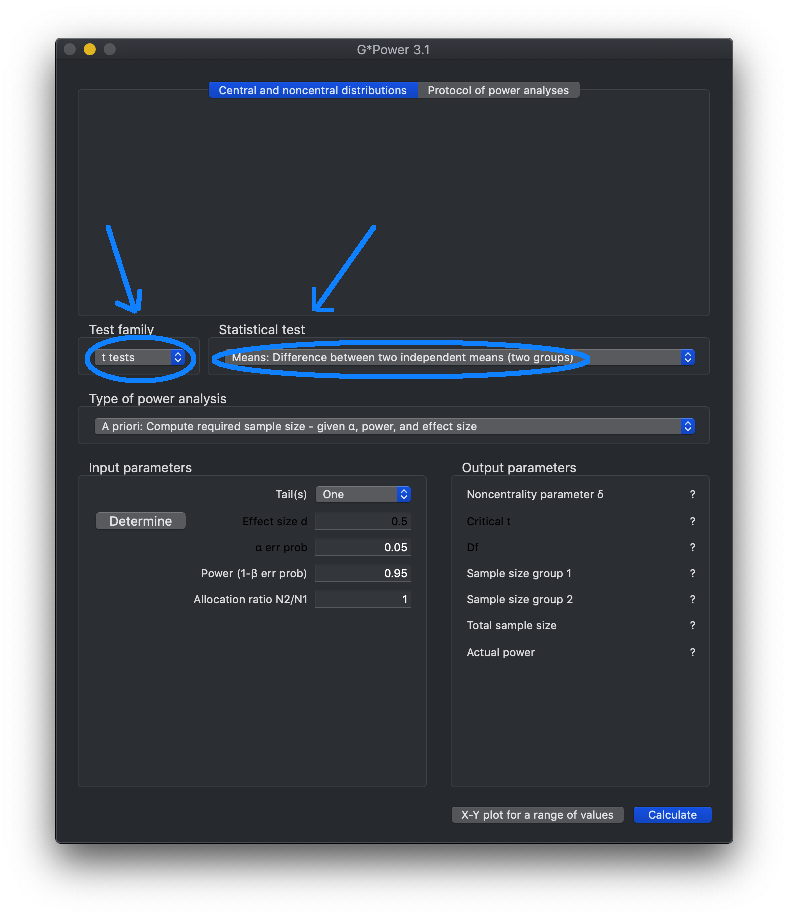 G*Power 3.1
Central and noncentral distributions Protocol of power analyses
Test family Statistical test
t tests Means: Difference between two independent means (two groups)
Type of power analysis
A priori: Compute required sample size - given α, power, and effect size
Input parameters Output parameters
Tail(s) One Noncentrality parameter δ ?
Determine Effect size d 0.5 Critical t ?
α err prob 0.05 Df ?
Power (1-β err prob) 0.95 Sample size group 1 ?
Allocation ratio N2/N1 1 Sample size group 2 ?
Total sample size ?
Actual power ?
X-Y plot for a range of values Calculate